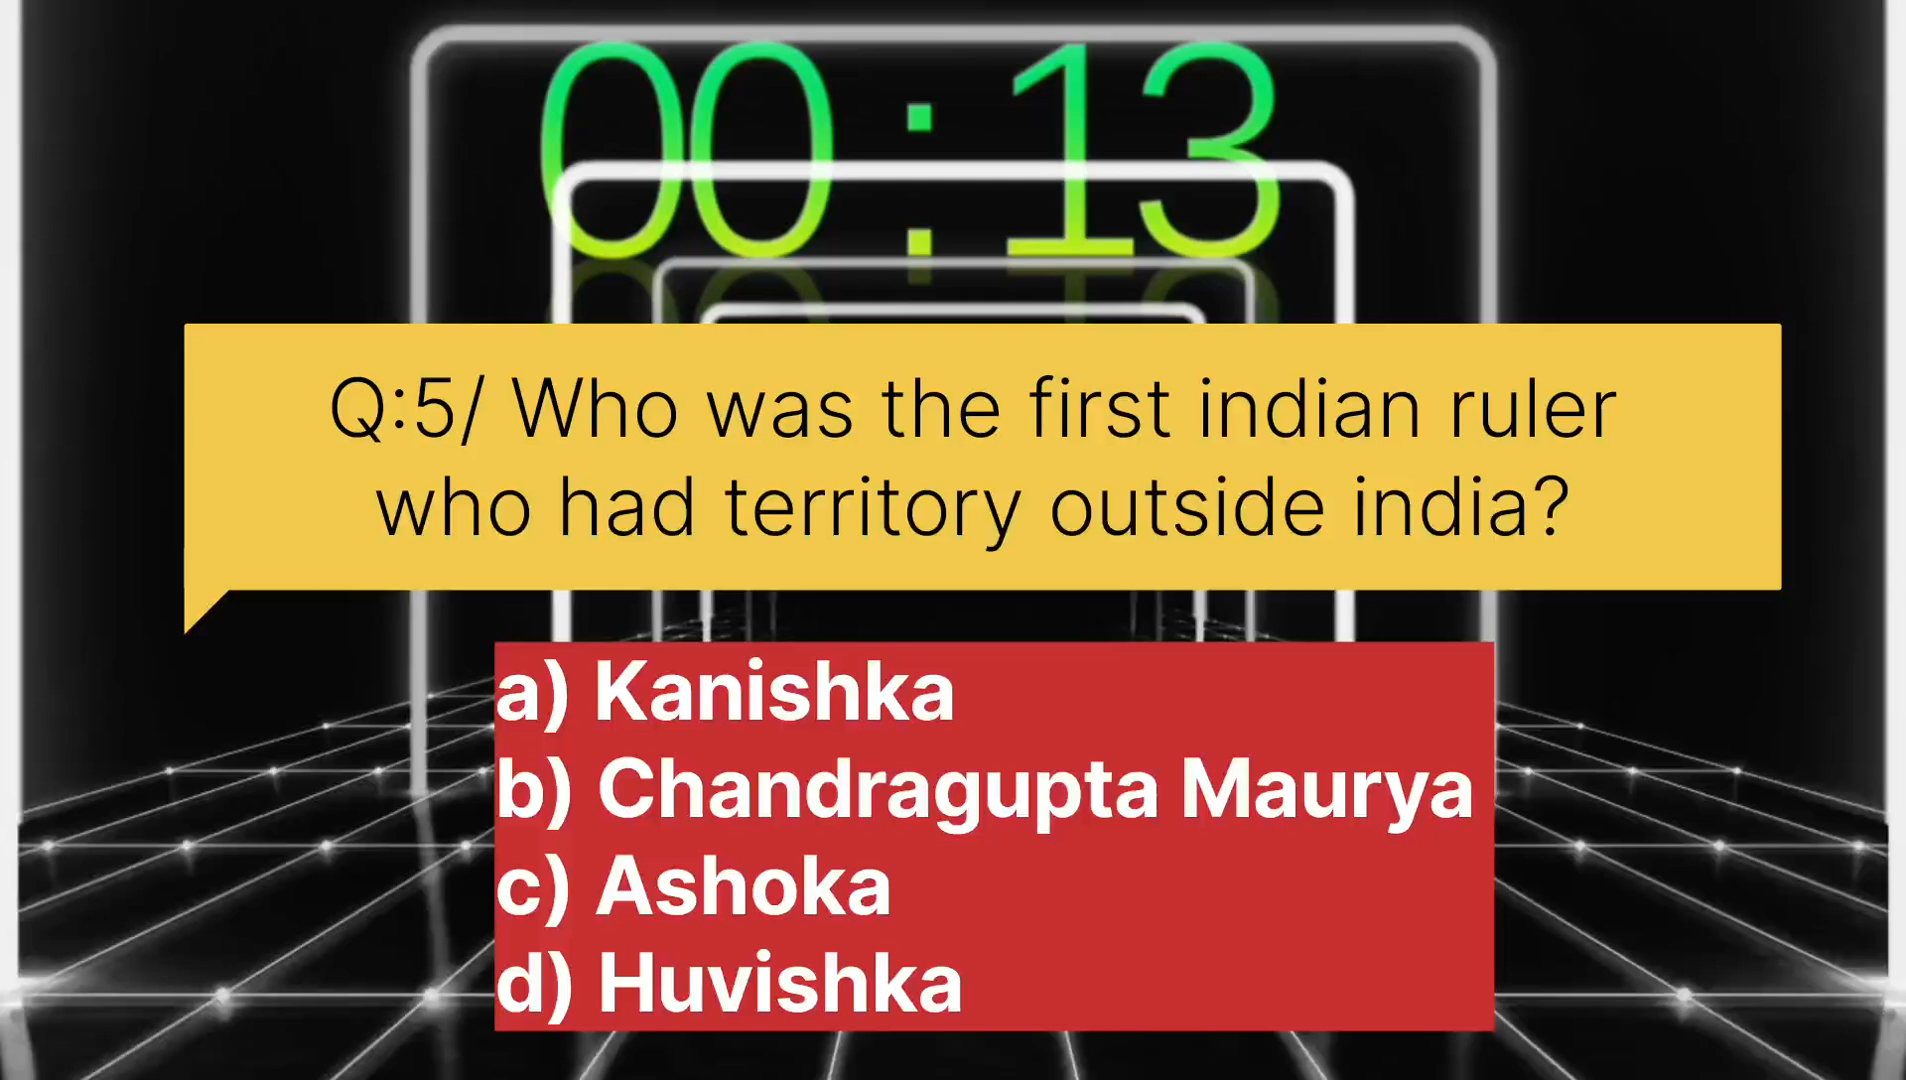 00:13
Q:5/ Who was the first indian ruler
who had territory outside india?
a) Kanishka
b) Chandragupta Maurya
c) Ashoka
d) Huvishka